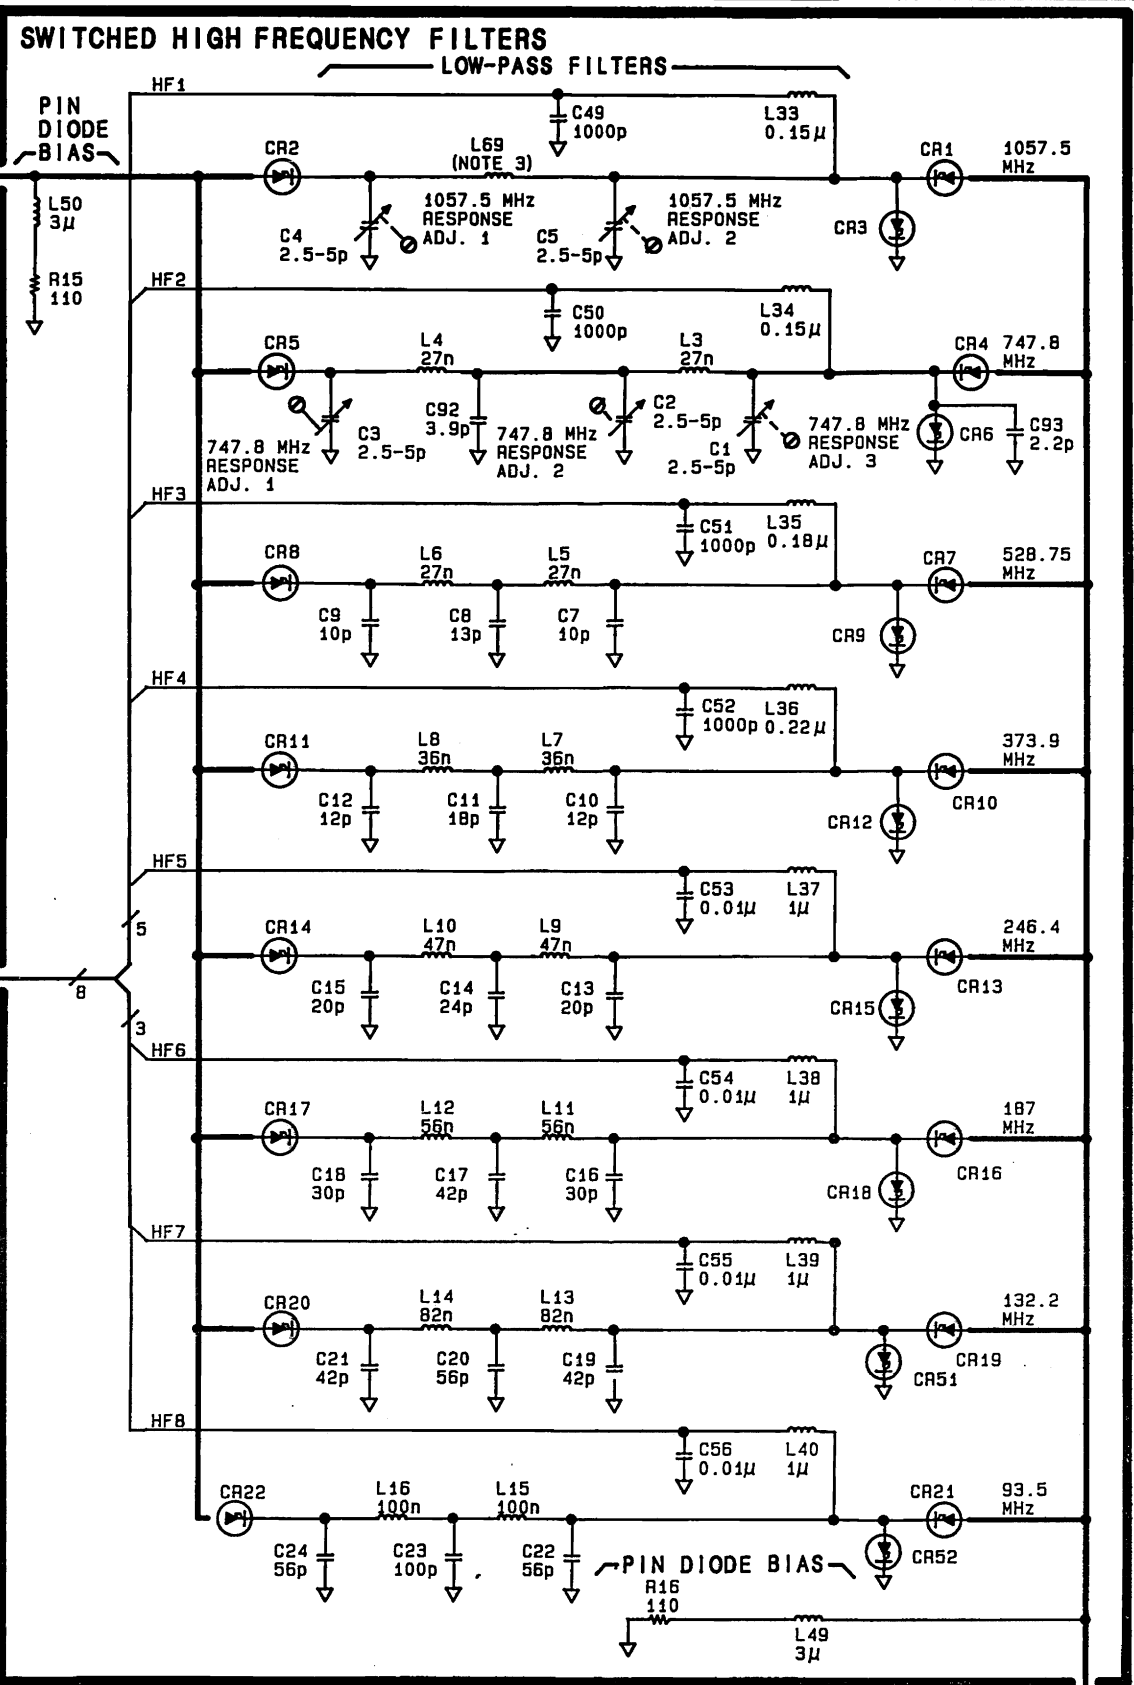 SWITCHED HIGH FREQUENCY FILTERS
LOW-PASS FILTERS
PIN
DIODE
BIAS
HF1
C49
1000p
L33
0.15µ
CR2
L69
(NOTE 3)
CR1
1057.5
MHz
L50
3µ
R15
110
C4
2.5-5p
1057.5 MHz
RESPONSE
ADJ. 1
C5
2.5-5p
1057.5 MHz
RESPONSE
ADJ. 2
CR3
HF2
C50
1000p
L34
0.15µ
CR5
L4
27n
L3
27n
CR4
747.8
MHz
747.8 MHz
RESPONSE
ADJ. 1
C3
2.5-5p
C92
3.9p
747.8 MHz
RESPONSE
ADJ. 2
C2
2.5-5p
C1
2.5-5p
747.8 MHz
RESPONSE
ADJ. 3
CR6
C93
2.2p
HF3
C51
1000p
L35
0.18µ
CR8
L6
27n
L5
27n
CR7
528.75
MHz
C9
10p
C8
13p
C7
10p
CR9
HF4
C52
1000p
L36
0.22µ
CR11
L8
36n
L7
36n
373.9
MHz
CR10
C12
12p
C11
18p
C10
12p
CR12
HF5
C53
0.01µ
L37
1µ
5
8
3
CR14
L10
47n
L9
47n
246.4
MHz
CR13
C15
20p
C14
24p
C13
20p
CR15
HF6
C54
0.01µ
L38
1µ
CR17
L12
56n
L11
56n
187
MHz
CR16
C18
30p
C17
42p
C16
30p
CR18
HF7
C55
0.01µ
L39
1µ
CR20
L14
82n
L13
82n
132.2
MHz
CR19
C21
42p
C20
56p
C19
42p
CR51
HF8
C56
0.01µ
L40
1µ
CR22
L16
100n
L15
100n
CR21
93.5
MHz
C24
56p
C23
100p
C22
56p
CR52
PIN DIODE BIAS
R16
110
L49
3µ